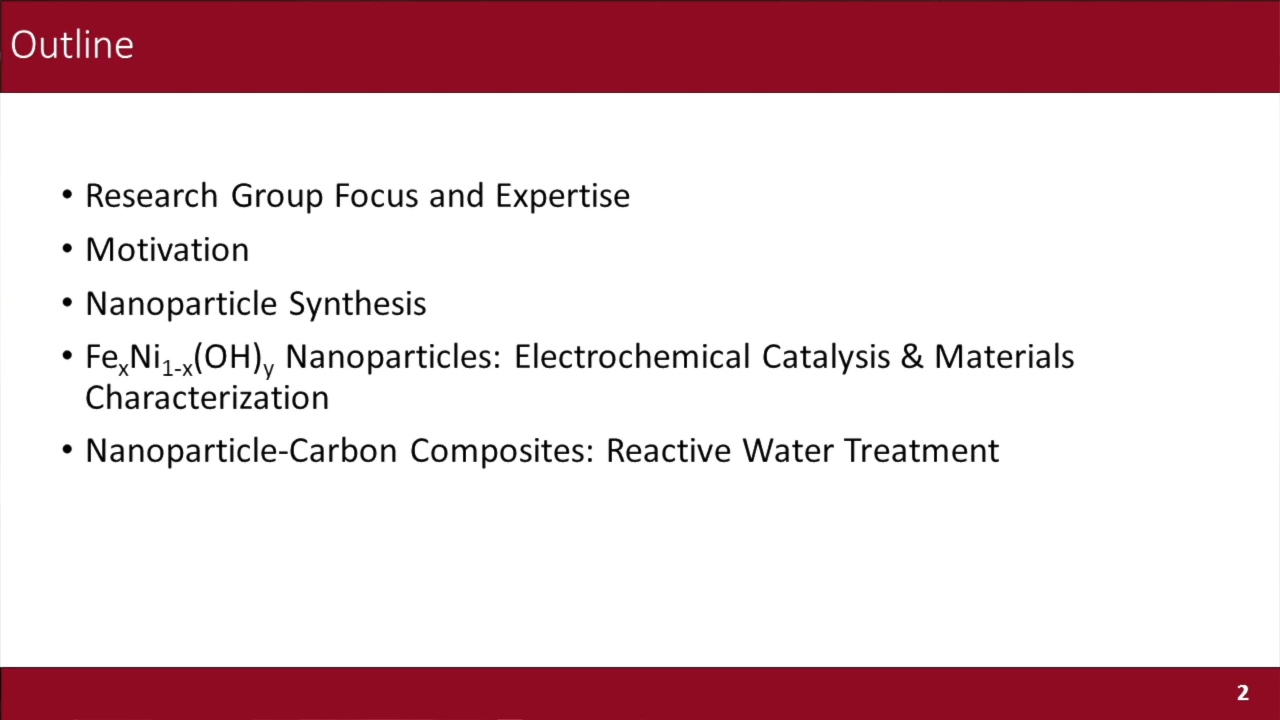 Outline
• Research Group Focus and Expertise
• Motivation
• Nanoparticle Synthesis
• FeₓNi₁₋ₓ(OH)ᵧ Nanoparticles: Electrochemical Catalysis & Materials
Characterization
• Nanoparticle-Carbon Composites: Reactive Water Treatment
2